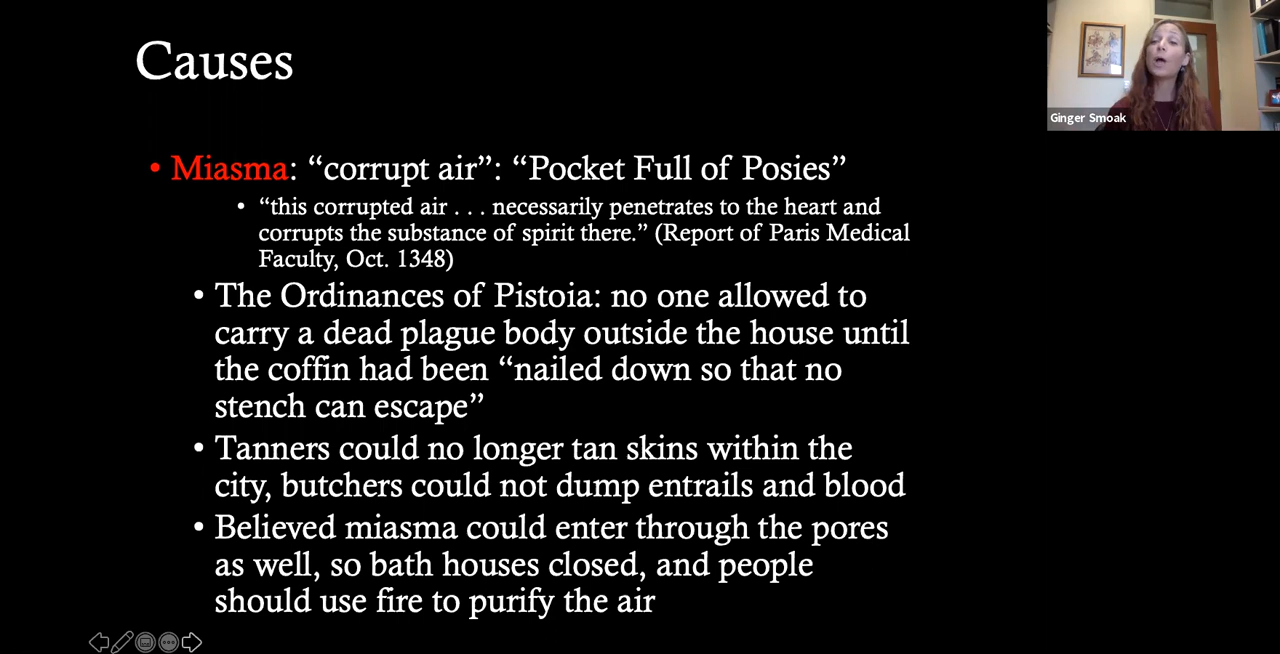 Causes
Ginger Smoak
• Miasma: “corrupt air”: “Pocket Full of Posies”
• “this corrupted air . . . necessarily penetrates to the heart and
corrupts the substance of spirit there.” (Report of Paris Medical
Faculty, Oct. 1348)
• The Ordinances of Pistoia: no one allowed to
carry a dead plague body outside the house until
the coffin had been “nailed down so that no
stench can escape”
• Tanners could no longer tan skins within the
city, butchers could not dump entrails and blood
• Believed miasma could enter through the pores
as well, so bath houses closed, and people
should use fire to purify the air